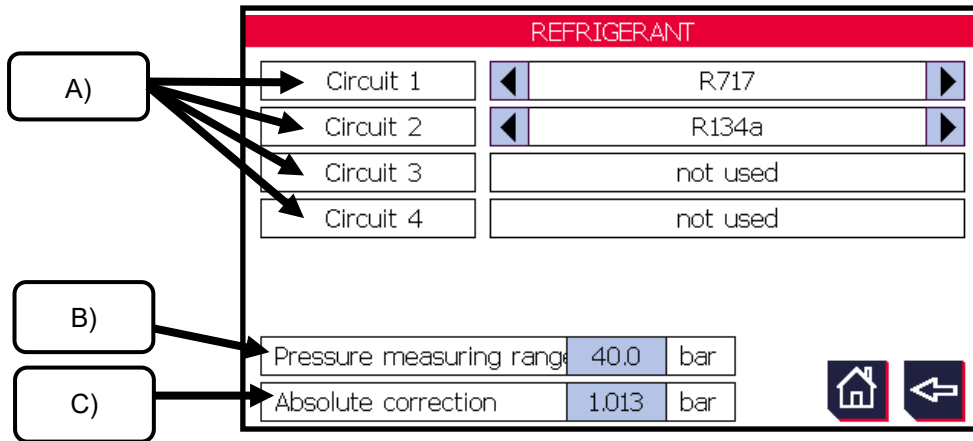 REFRIGERANT
A)
Circuit 1 R717
Circuit 2 R134a
Circuit 3 not used
Circuit 4 not used
B)
Pressure measuring range 40.0 bar
C)
Absolute correction 1.013 bar